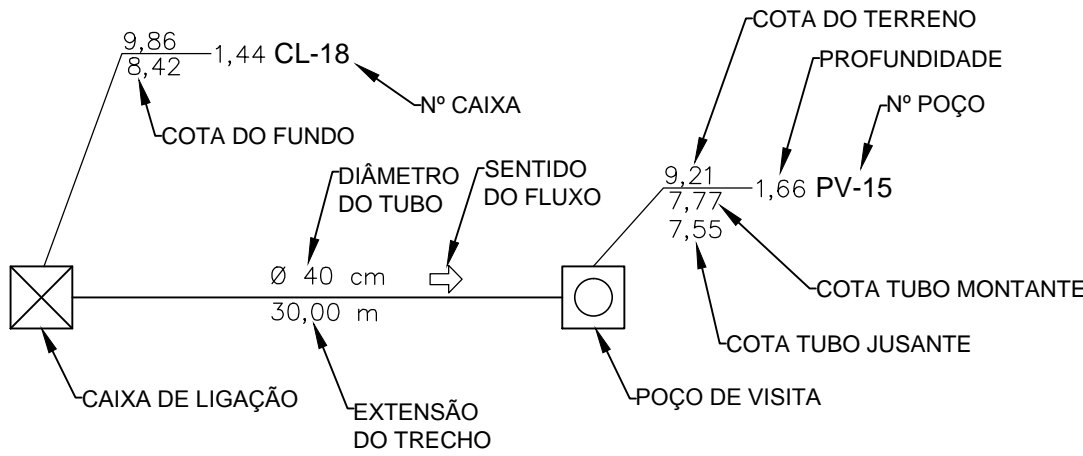 COTA DO TERRENO
9,86
1,44 CL-18
8,42
PROFUNDIDADE
Nº CAIXA
Nº POÇO
COTA DO FUNDO
DIÂMETRO
DO TUBO
SENTIDO
DO FLUXO
9,21
1,66 PV-15
7,77
7,55
Ø 40 cm
30,00 m
COTA TUBO MONTANTE
COTA TUBO JUSANTE
CAIXA DE LIGAÇÃO
EXTENSÃO
DO TRECHO
POÇO DE VISITA